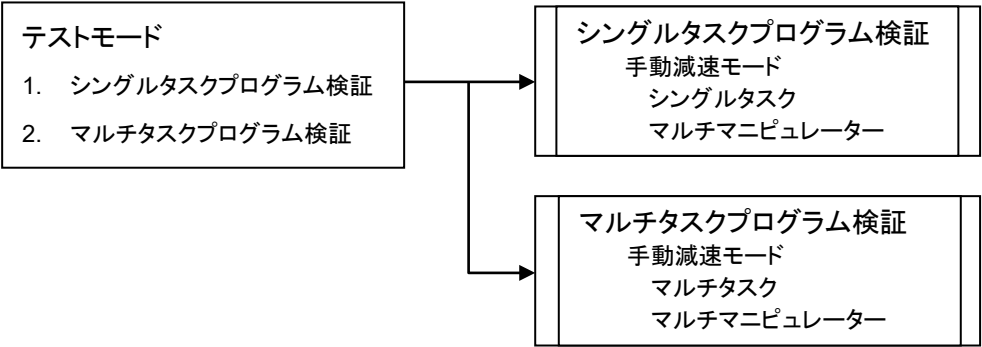 テストモード
1. シングルタスクプログラム検証
2. マルチタスクプログラム検証
シングルタスクプログラム検証
手動減速モード
シングルタスク
マルチマニピュレーター
マルチタスクプログラム検証
手動減速モード
マルチタスク
マルチマニピュレーター